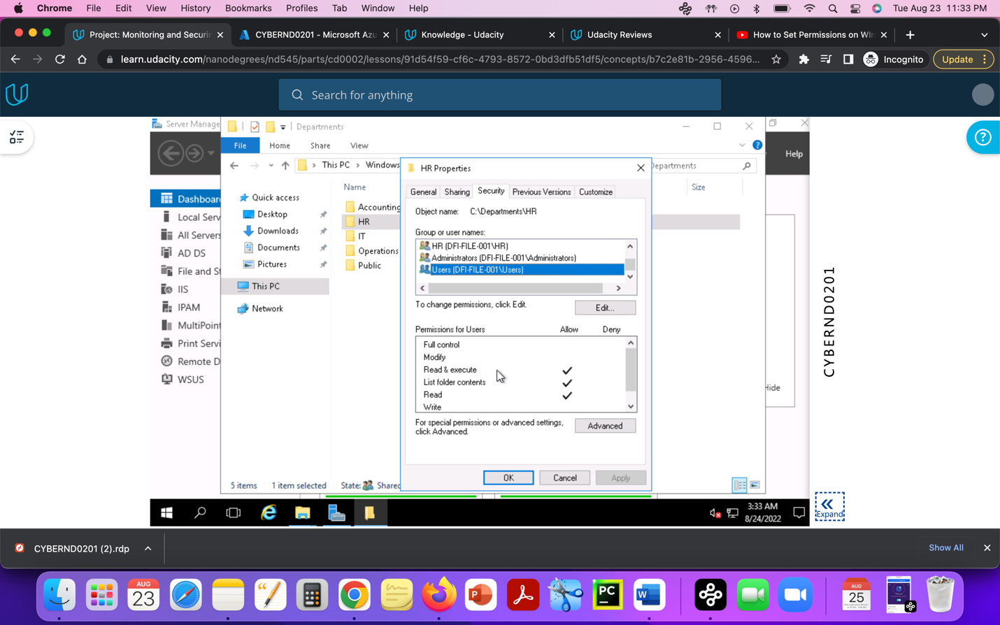 Chrome File Edit View History Bookmarks Profiles Tab Window Help Tue Aug 23 11:33 PM
Project: Monitoring and Securin
CYBERND0201 - Microsoft Azu
Knowledge - Udacity
Udacity Reviews
How to Set Permissions on WIn
learn.udacity.com/nanodegrees/nd545/parts/cd0002/lessons/91d54f59-cf6c-4793-8572-0bd3dfb51df5/concepts/b7c2e81b-2956-4596...
Incognito
Update
Search for anything
Server Manage
Departments
File Home Share View
Help
This PC > Windows
Departments
HR Properties
General Sharing Security Previous Versions Customize
Name
Size
Quick access
Desktop
Downloads
Documents
Pictures
This PC
Network
Accounting
HR
IT
Operations
Public
Dashboar
Local Serv
All Servers
AD DS
File and St
IIS
IPAM
MultiPoint
Print Servi
Remote D
WSUS
Object name: C:\Departments\HR
Group or user names:
HR (DFI-FILE-001\HR)
Administrators (DFI-FILE-001\Administrators)
Users (DFI-FILE-001\Users)
To change permissions, click Edit.
Edit...
Permissions for Users Allow Deny
Full control
Modify
Read & execute
List folder contents
Read
Write
For special permissions or advanced settings,
click Advanced.
Advanced
OK Cancel Apply
Hide
5 items 1 item selected State: Shared
3:33 AM
8/24/2022
CYBERND0201
Expand
CYBERND0201 (2).rdp
Show All
AUG
23
PC
AUG
25